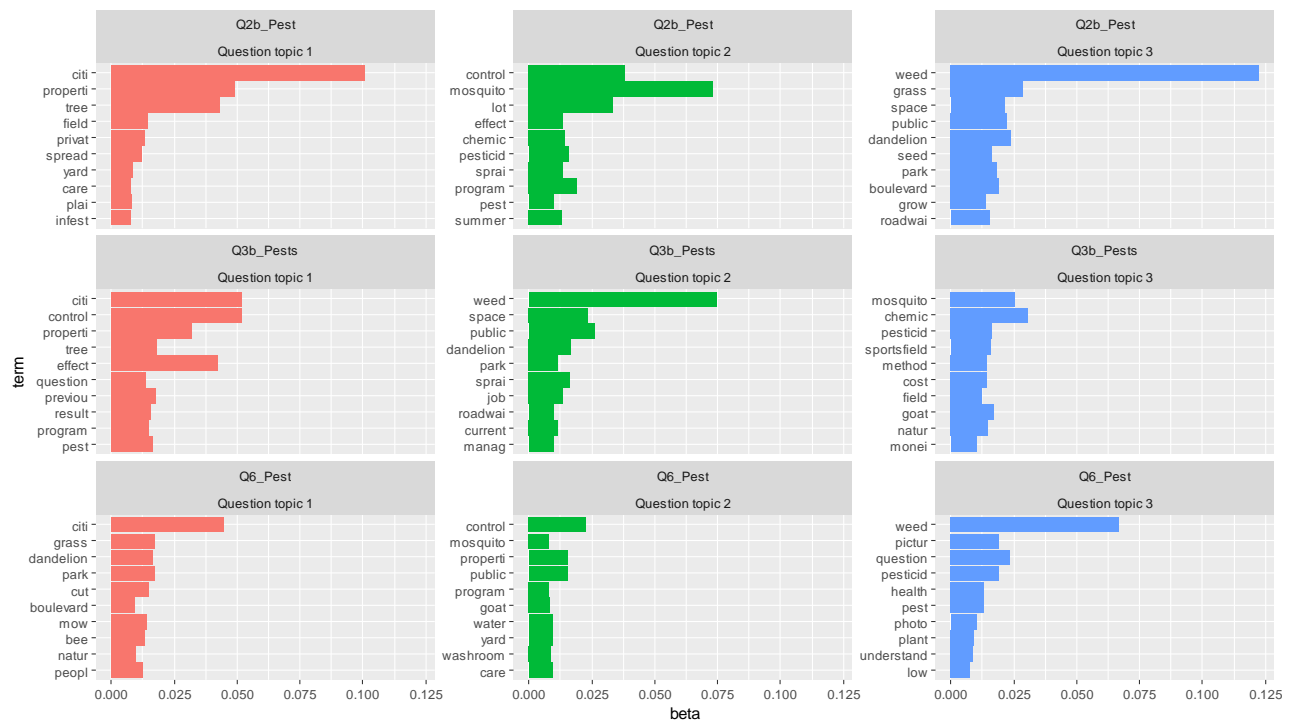 Q2b_Pest
Question topic 1
citi
properti
tree
field
privat
spread
yard
care
plai
infest
Q2b_Pest
Question topic 2
control
mosquito
lot
effect
chemic
pesticid
sprai
program
pest
summer
Q2b_Pest
Question topic 3
weed
grass
space
public
dandelion
seed
park
boulevard
grow
roadwai
Q3b_Pests
Question topic 1
citi
control
properti
tree
effect
question
previou
result
program
pest
Q3b_Pests
Question topic 2
weed
space
public
dandelion
park
sprai
job
roadwai
current
manag
Q3b_Pests
Question topic 3
mosquito
chemic
pesticid
sportsfield
method
cost
field
goat
natur
monei
Q6_Pest
Question topic 1
citi
grass
dandelion
park
cut
boulevard
mow
bee
natur
peopl
Q6_Pest
Question topic 2
control
mosquito
properti
public
program
goat
water
yard
washroom
care
Q6_Pest
Question topic 3
weed
pictur
question
pesticid
health
pest
photo
plant
understand
low
0.000 0.025 0.050 0.075 0.100 0.125
0.000 0.025 0.050 0.075 0.100 0.125
0.000 0.025 0.050 0.075 0.100 0.125
term
beta